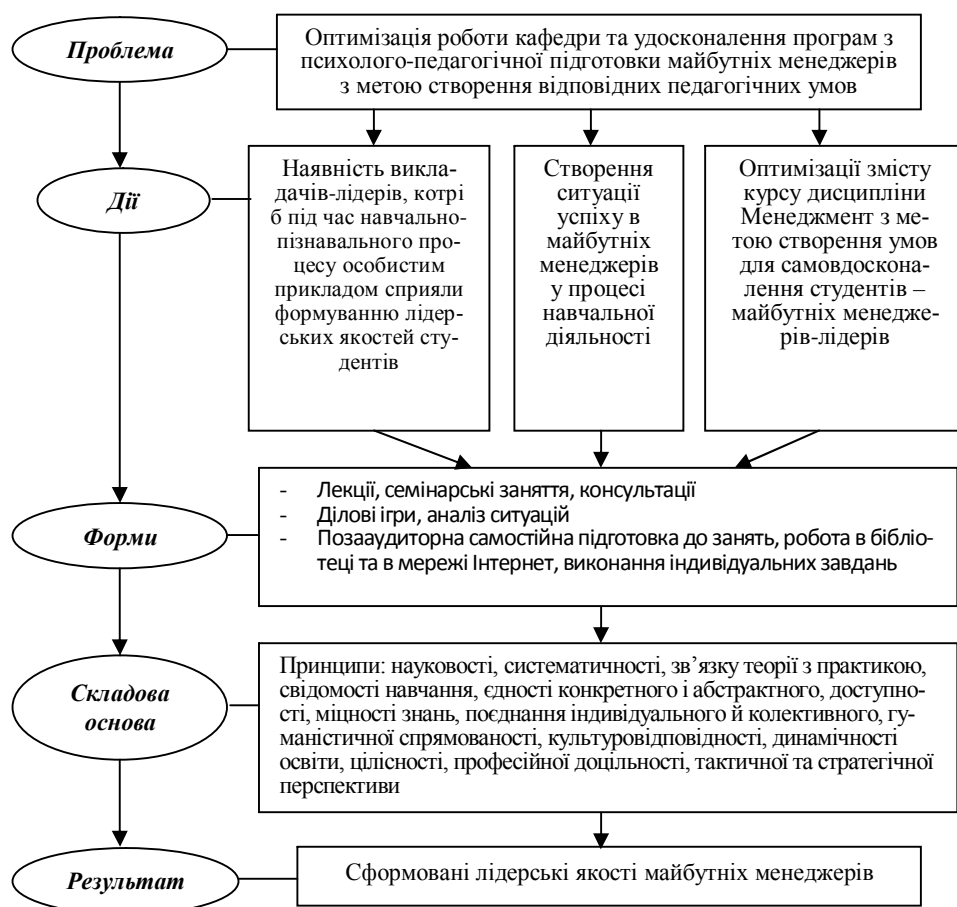 Проблема
Оптимізація роботи кафедри та удосконалення програм з
психолого-педагогічної підготовки майбутніх менеджерів
з метою створення відповідних педагогічних умов
Дії
Наявність викла-
дачів-лідерів, котрі
б під час навчально-
пізнавального про-
цесу особистим
прикладом сприяли
формуванню лідер-
ських якостей сту-
дентів
Створення
ситуації
успіху в
майбутніх
менеджерів
у процесі
навчальної
діяльності
Оптимізації змісту
курсу дисципліни
Менеджмент з ме-
тою створення умов
для самовдоскона-
лення студентів –
майбутніх менедже-
рів-лідерів
Форми
- Лекції, семінарські заняття, консультації
- Ділові ігри, аналіз ситуацій
- Позааудиторна самостійна підготовка до занять, робота в бібліо-
теці та в мережі Інтернет, виконання індивідуальних завдань
Складова
основа
Принципи: науковості, систематичності, зв’язку теорії з практикою,
свідомості навчання, єдності конкретного і абстрактного, доступно-
сті, міцності знань, поєднання індивідуального й колективного, гу-
маністичної спрямованості, культуровідповідності, динамічності
освіти, цілісності, професійної доцільності, тактичної та стратегічної
перспективи
Результат
Сформовані лідерські якості майбутніх менеджерів